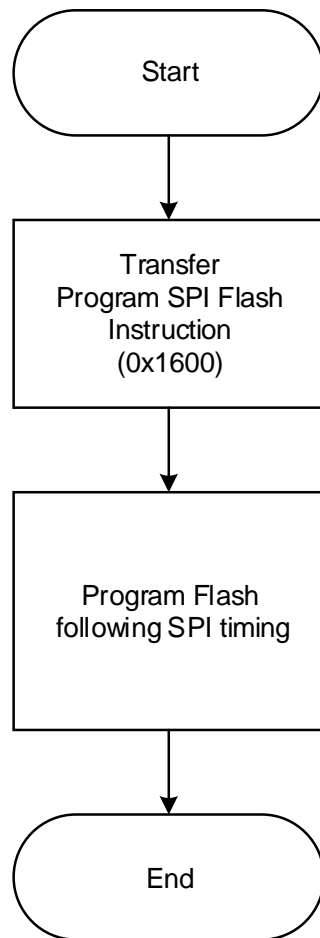 Start
Transfer
Program SPI Flash
Instruction
(0x1600)
Program Flash
following SPI timing
End